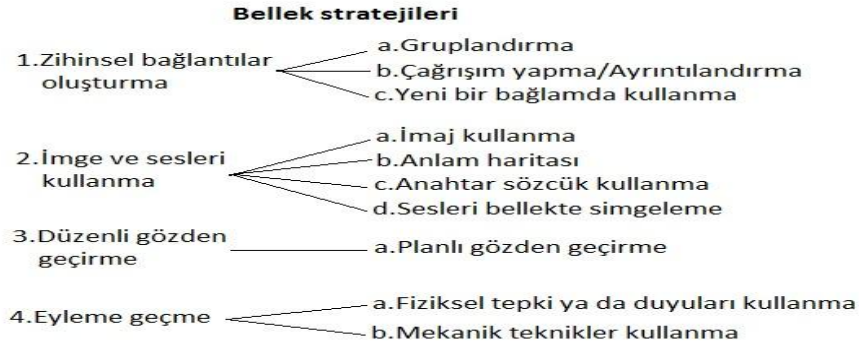 Bellek stratejileri
1.Zihinsel bağlantılar
oluşturma
a.Gruplandırma
b.Çağrışım yapma/Ayrıntılandırma
c.Yeni bir bağlamda kullanma
2.İmge ve sesleri
kullanma
a.İmaj kullanma
b.Anlam haritası
c.Anahtar sözcük kullanma
d.Sesleri bellekte simgeleme
3.Düzenli gözden
geçirme
a.Planlı gözden geçirme
4.Eyleme geçme
a.Fiziksel tepki ya da duyuları kullanma
b.Mekanik teknikler kullanma